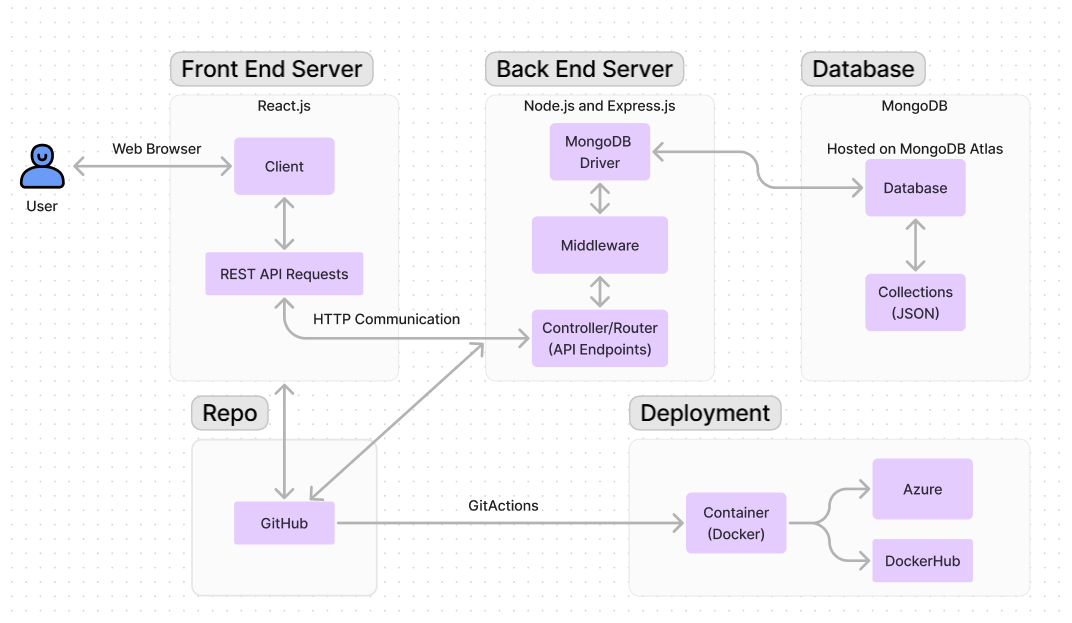 Front End Server
Back End Server
Database
React.js
Node.js and Express.js
MongoDB
Web Browser
User
Client
REST API Requests
HTTP Communication
MongoDB
Driver
Middleware
Controller/Router
(API Endpoints)
Hosted on MongoDB Atlas
Database
Collections
(JSON)
Repo
GitHub
GitActions
Deployment
Container
(Docker)
Azure
DockerHub